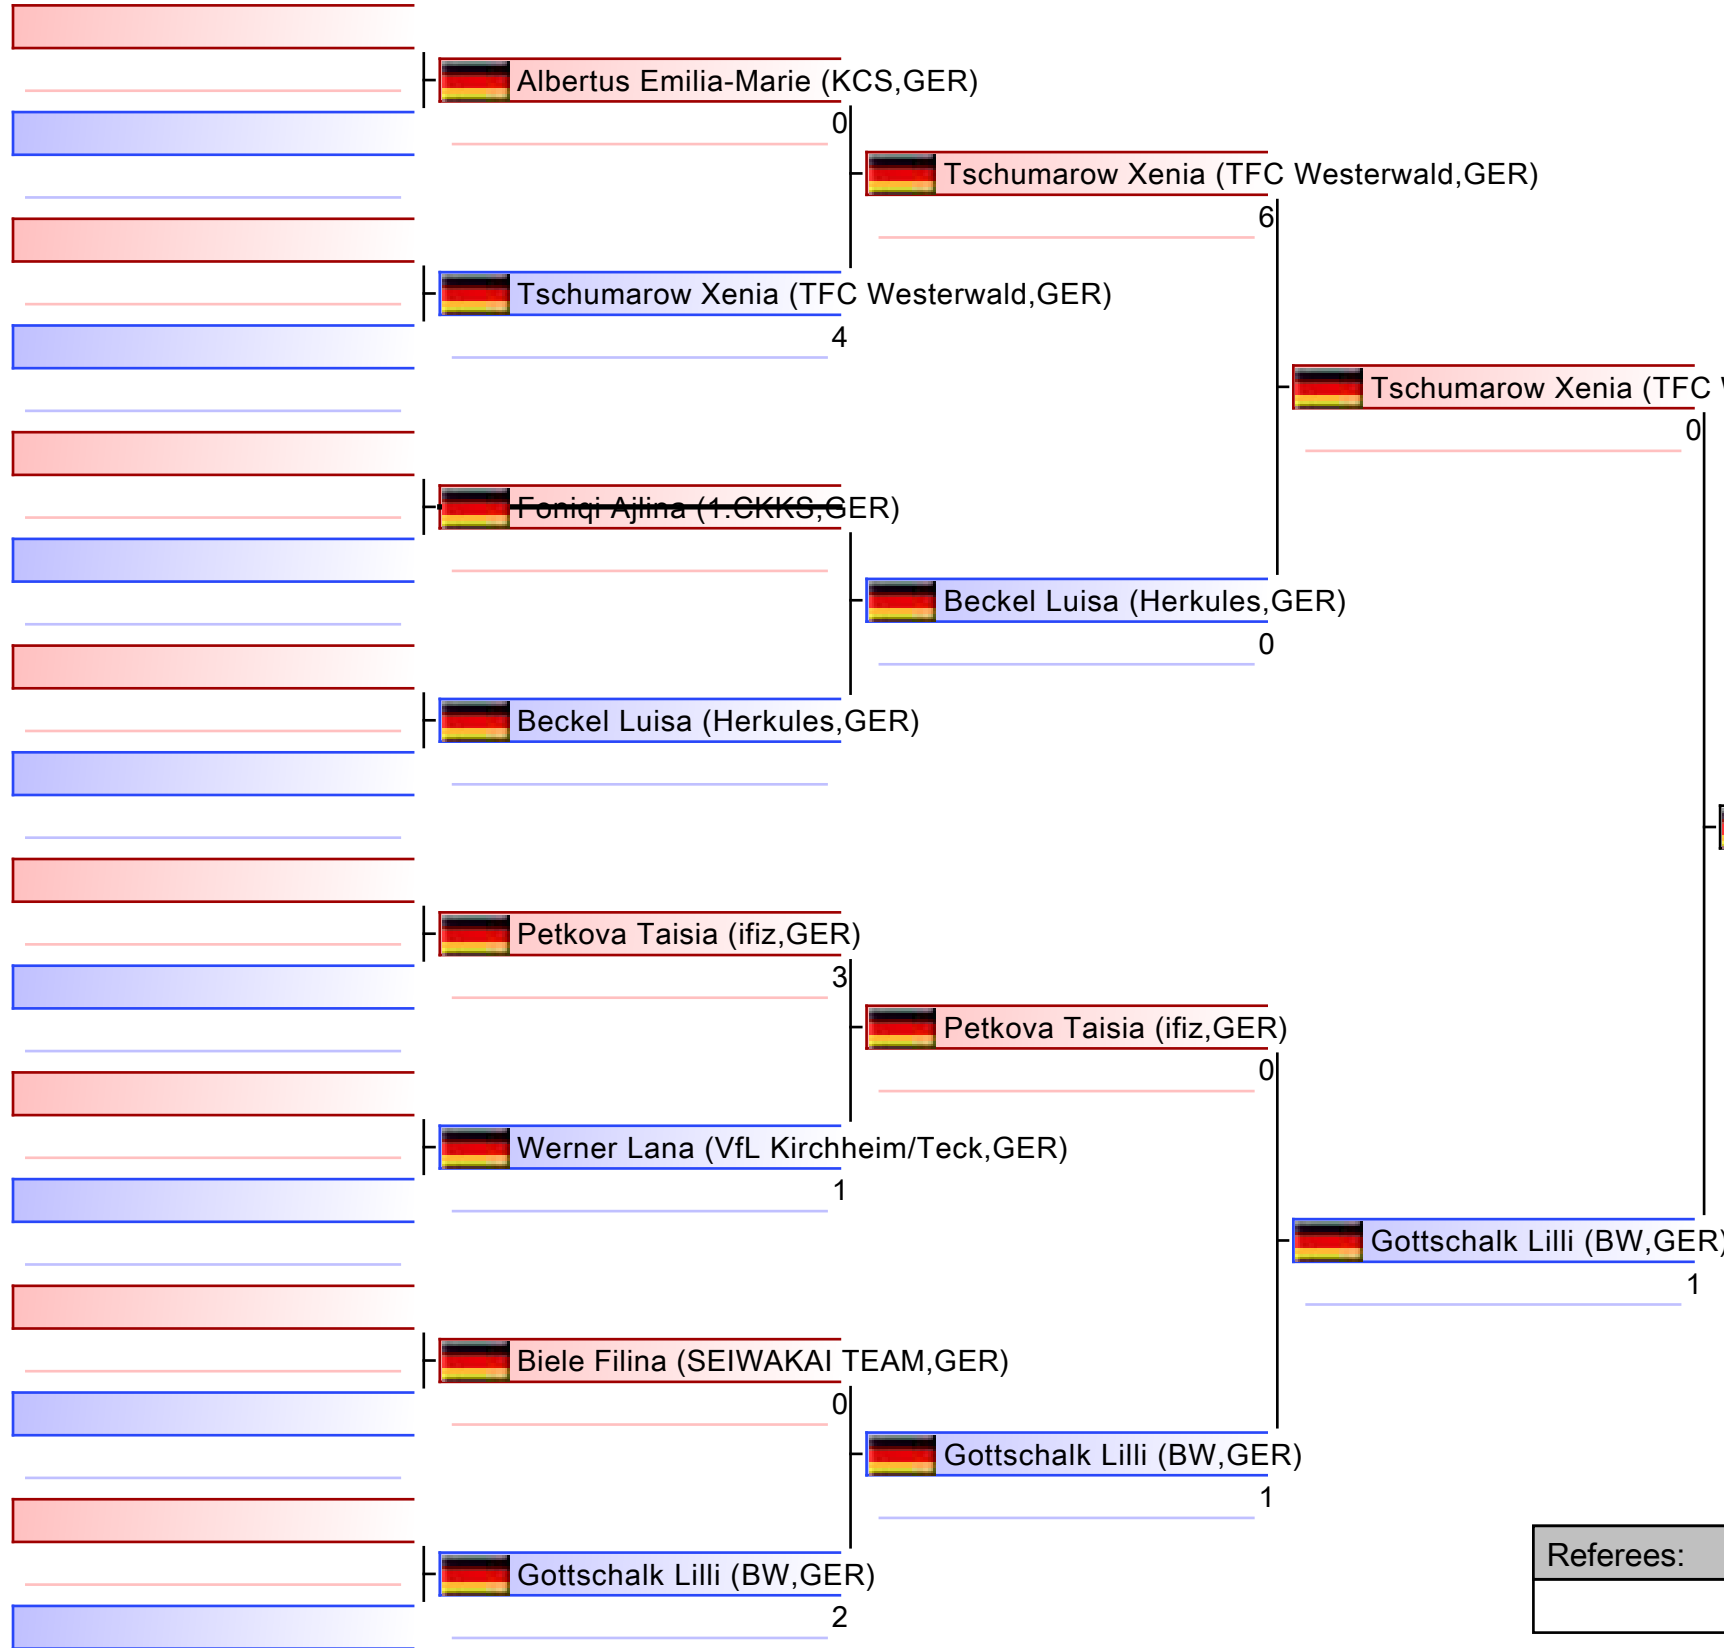 Albertus Emilia-Marie (KCS,GER)
0
Tschumarow Xenia (TFC Westerwald,GER)
6
Tschumarow Xenia (TFC Westerwald,GER)
4
Tschumarow Xenia (TFC
0
Foniqi Ajlina (1.CKKS,GER)
Beckel Luisa (Herkules,GER)
0
Beckel Luisa (Herkules,GER)
Petkova Taisia (ifiz,GER)
3
Petkova Taisia (ifiz,GER)
0
Werner Lana (VfL Kirchheim/Teck,GER)
1
Gottschalk Lilli (BW,GER)
1
Biele Filina (SEIWAKAI TEAM,GER)
0
Gottschalk Lilli (BW,GER)
1
Gottschalk Lilli (BW,GER)
2
Referees: